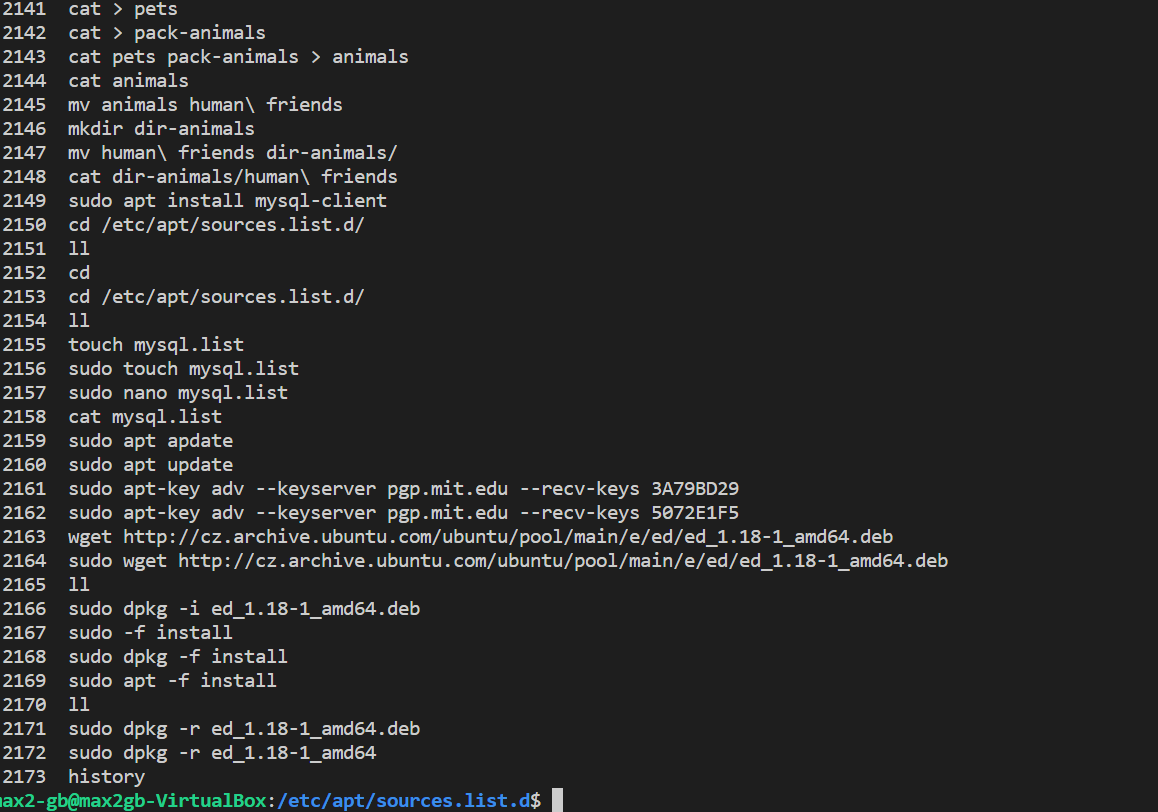 2141 cat > pets
2142 cat > pack-animals
2143 cat pets pack-animals > animals
2144 cat animals
2145 mv animals human\ friends
2146 mkdir dir-animals
2147 mv human\ friends dir-animals/
2148 cat dir-animals/human\ friends
2149 sudo apt install mysql-client
2150 cd /etc/apt/sources.list.d/
2151 ll
2152 cd
2153 cd /etc/apt/sources.list.d/
2154 ll
2155 touch mysql.list
2156 sudo touch mysql.list
2157 sudo nano mysql.list
2158 cat mysql.list
2159 sudo apt apdate
2160 sudo apt update
2161 sudo apt-key adv --keyserver pgp.mit.edu --recv-keys 3A79BD29
2162 sudo apt-key adv --keyserver pgp.mit.edu --recv-keys 5072E1F5
2163 wget http://cz.archive.ubuntu.com/ubuntu/pool/main/e/ed/ed_1.18-1_amd64.deb
2164 sudo wget http://cz.archive.ubuntu.com/ubuntu/pool/main/e/ed/ed_1.18-1_amd64.deb
2165 ll
2166 sudo dpkg -i ed_1.18-1_amd64.deb
2167 sudo -f install
2168 sudo dpkg -f install
2169 sudo apt -f install
2170 ll
2171 sudo dpkg -r ed_1.18-1_amd64.deb
2172 sudo dpkg -r ed_1.18-1_amd64
2173 history
max2-gb@max2gb-VirtualBox:/etc/apt/sources.list.d$